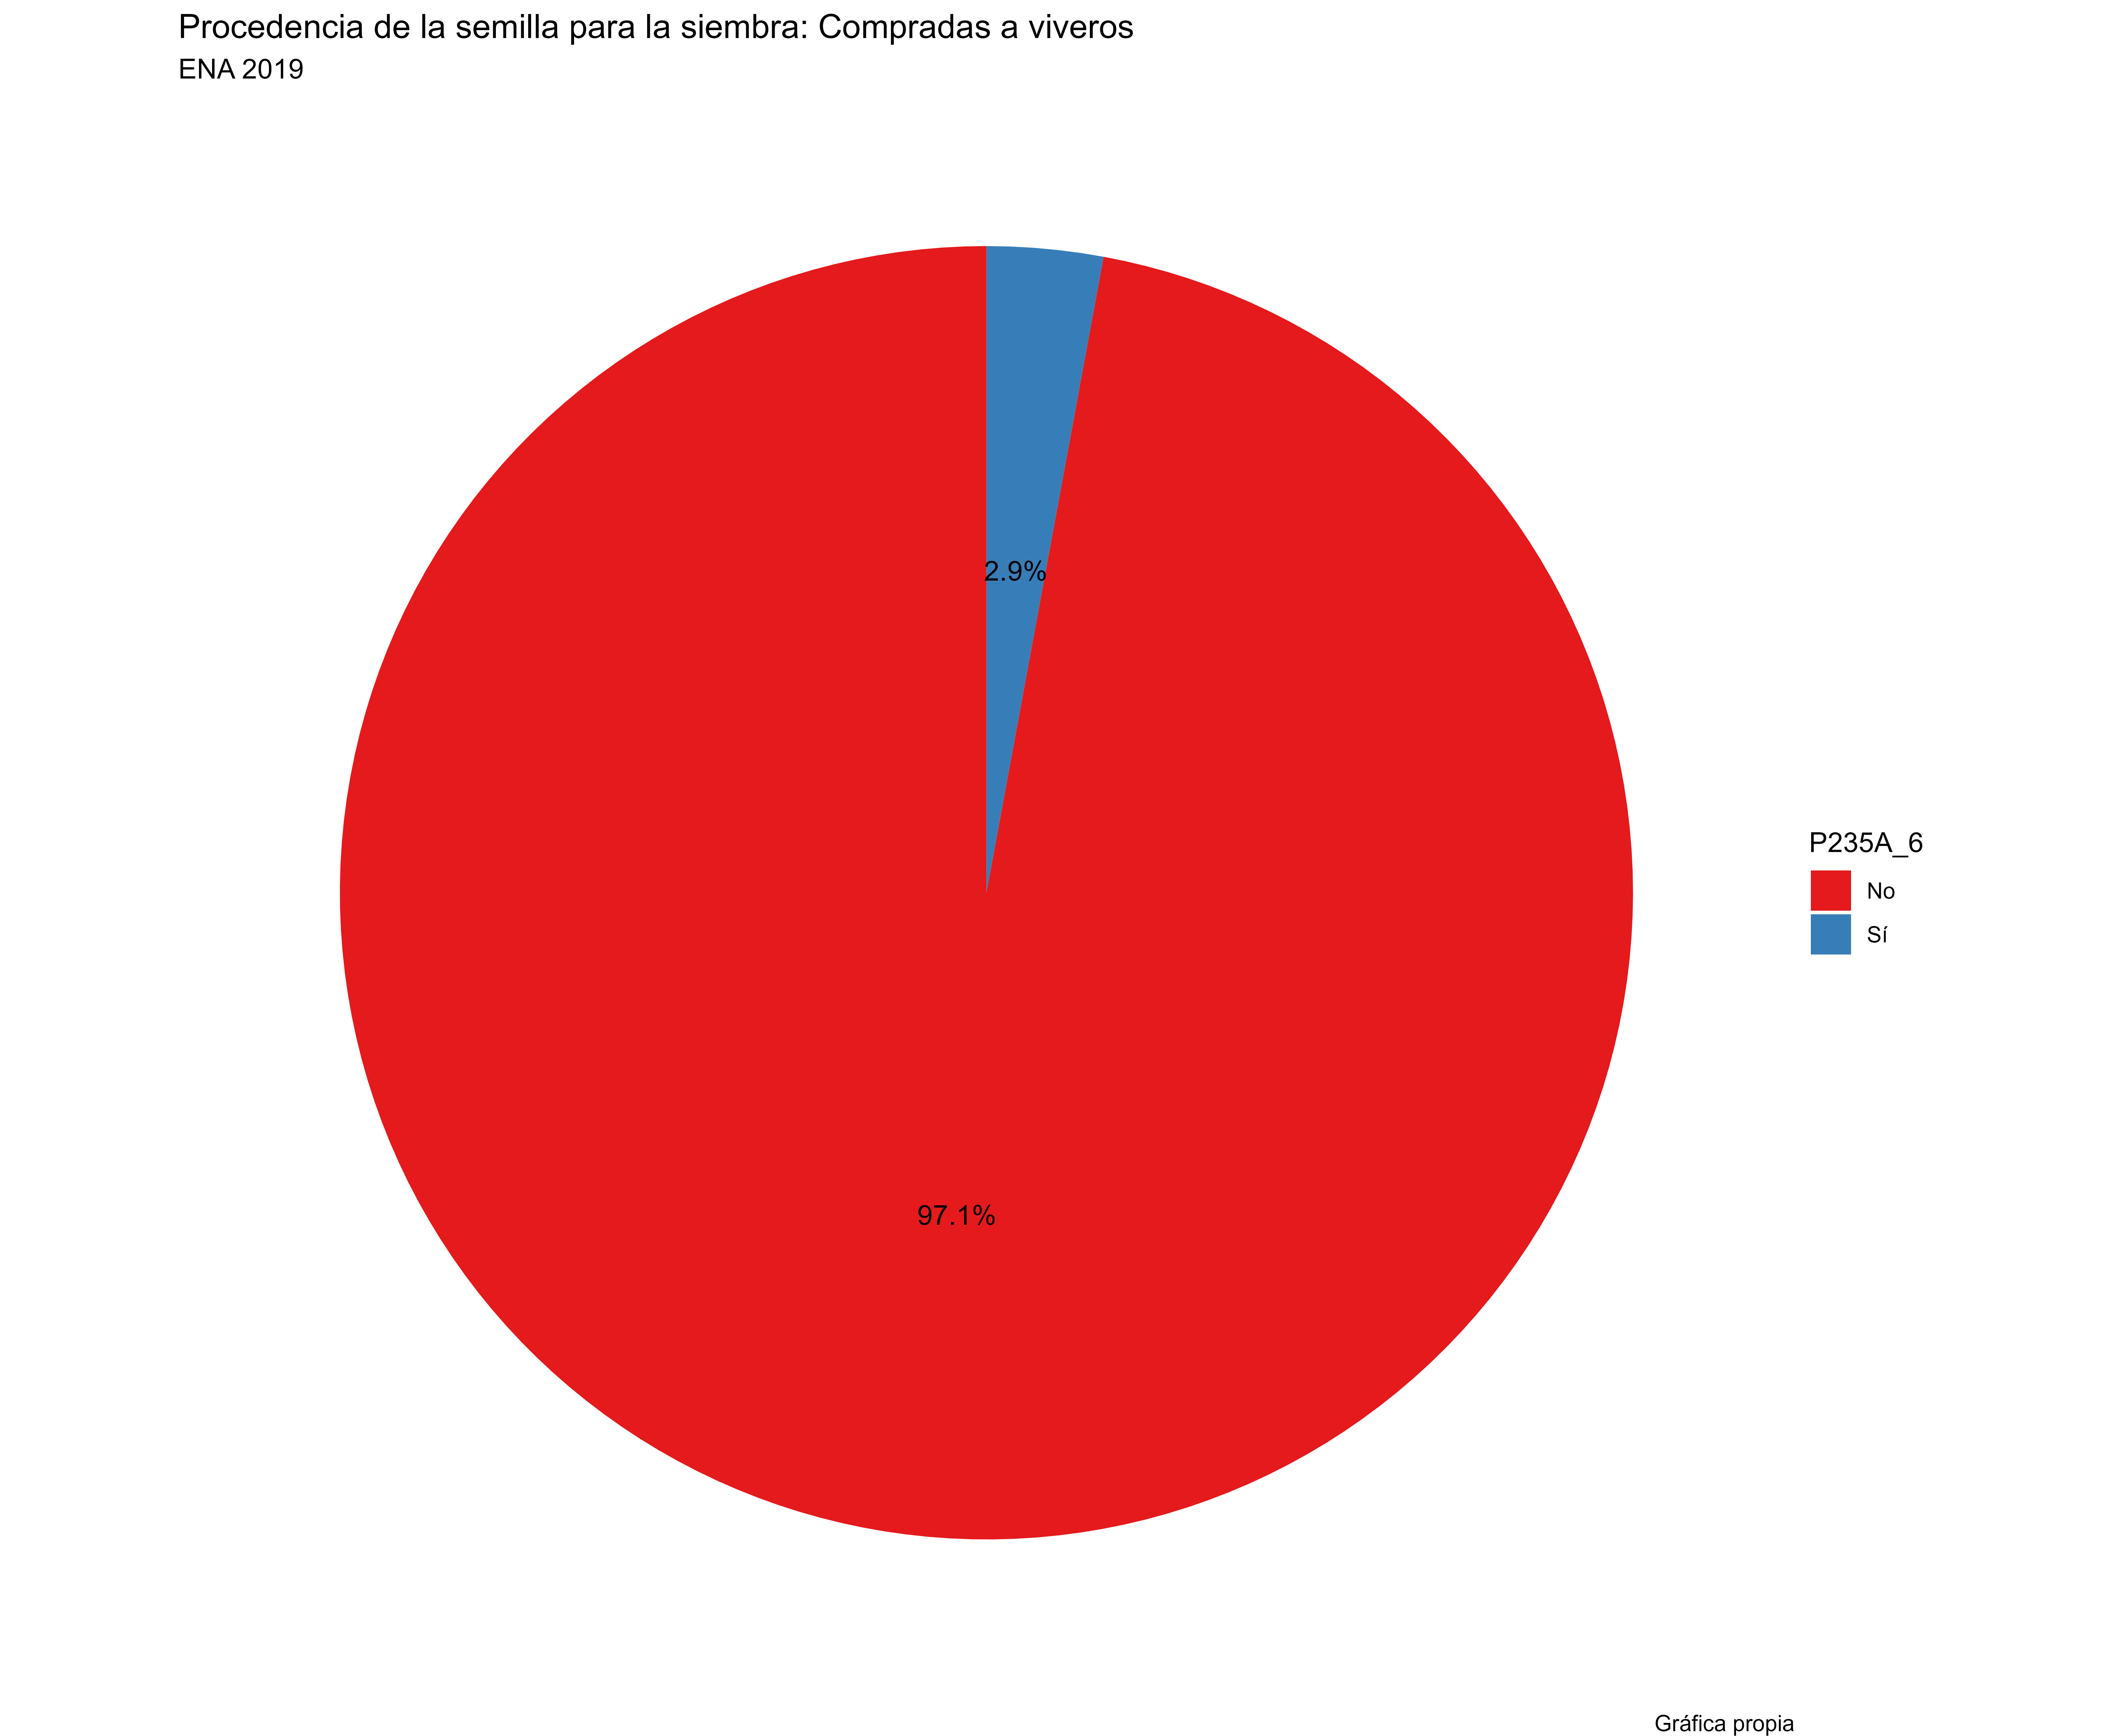 Procedencia de la semilla para la siembra: Compradas a viveros
ENA 2019
2.9%
P235A_6
No
Sí
97.1%
Gráfica propia